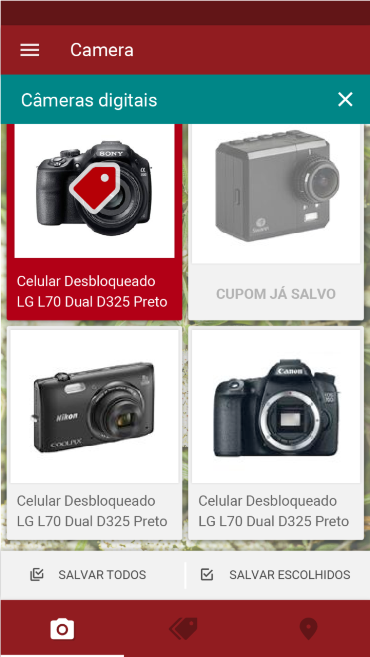 Camera
Câmeras digitais
SONY
Celular Desbloqueado
LG L70 Dual D325 Preto
CUPOM JÁ SALVO
Nikon
COOLPIX
Canon
Celular Desbloqueado
LG L70 Dual D325 Preto
Celular Desbloqueado
LG L70 Dual D325 Preto
SALVAR TODOS
SALVAR ESCOLHIDOS